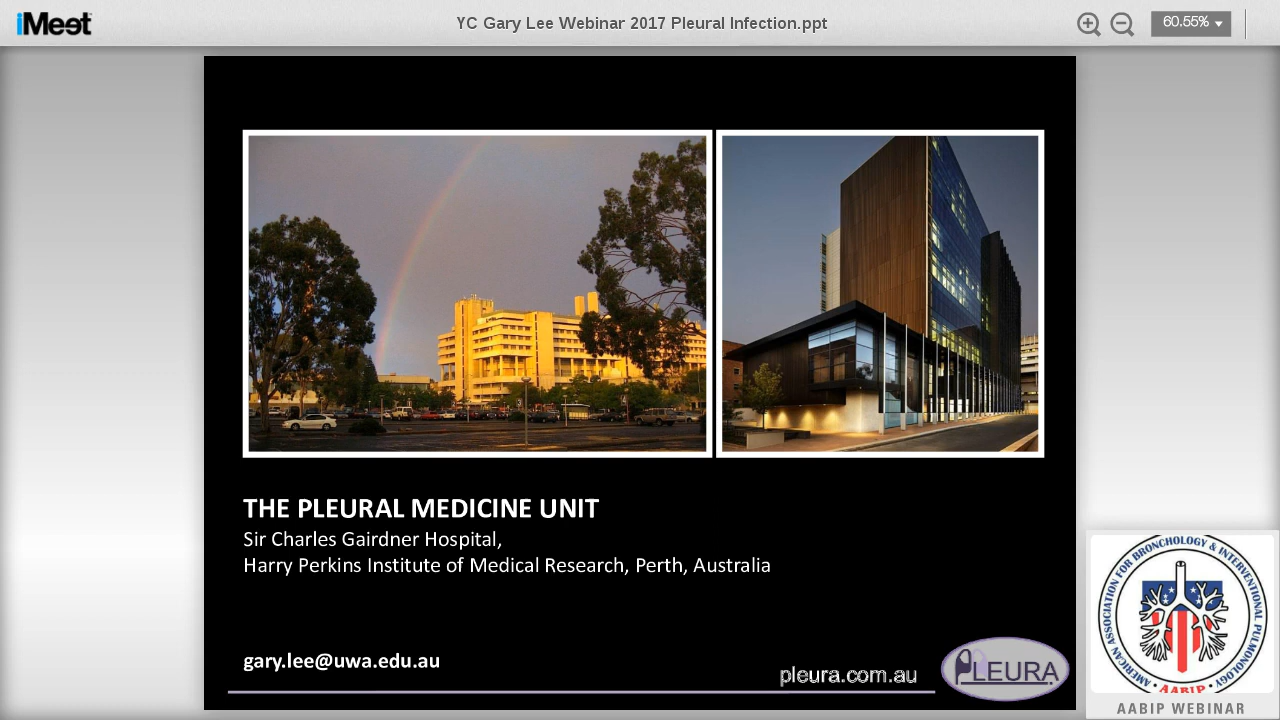 iMeet
YC Gary Lee Webinar 2017 Pleural Infection.ppt
60.55%
THE PLEURAL MEDICINE UNIT
Sir Charles Gairdner Hospital,
Harry Perkins Institute of Medical Research, Perth, Australia
gary.lee@uwa.edu.au
pleura.com.au
PLEURA
AMERICAN ASSOCIATION FOR BRONCHOLOGY & INTERVENTIONAL PULMONOLOGY
AABIP
AABIP WEBINAR